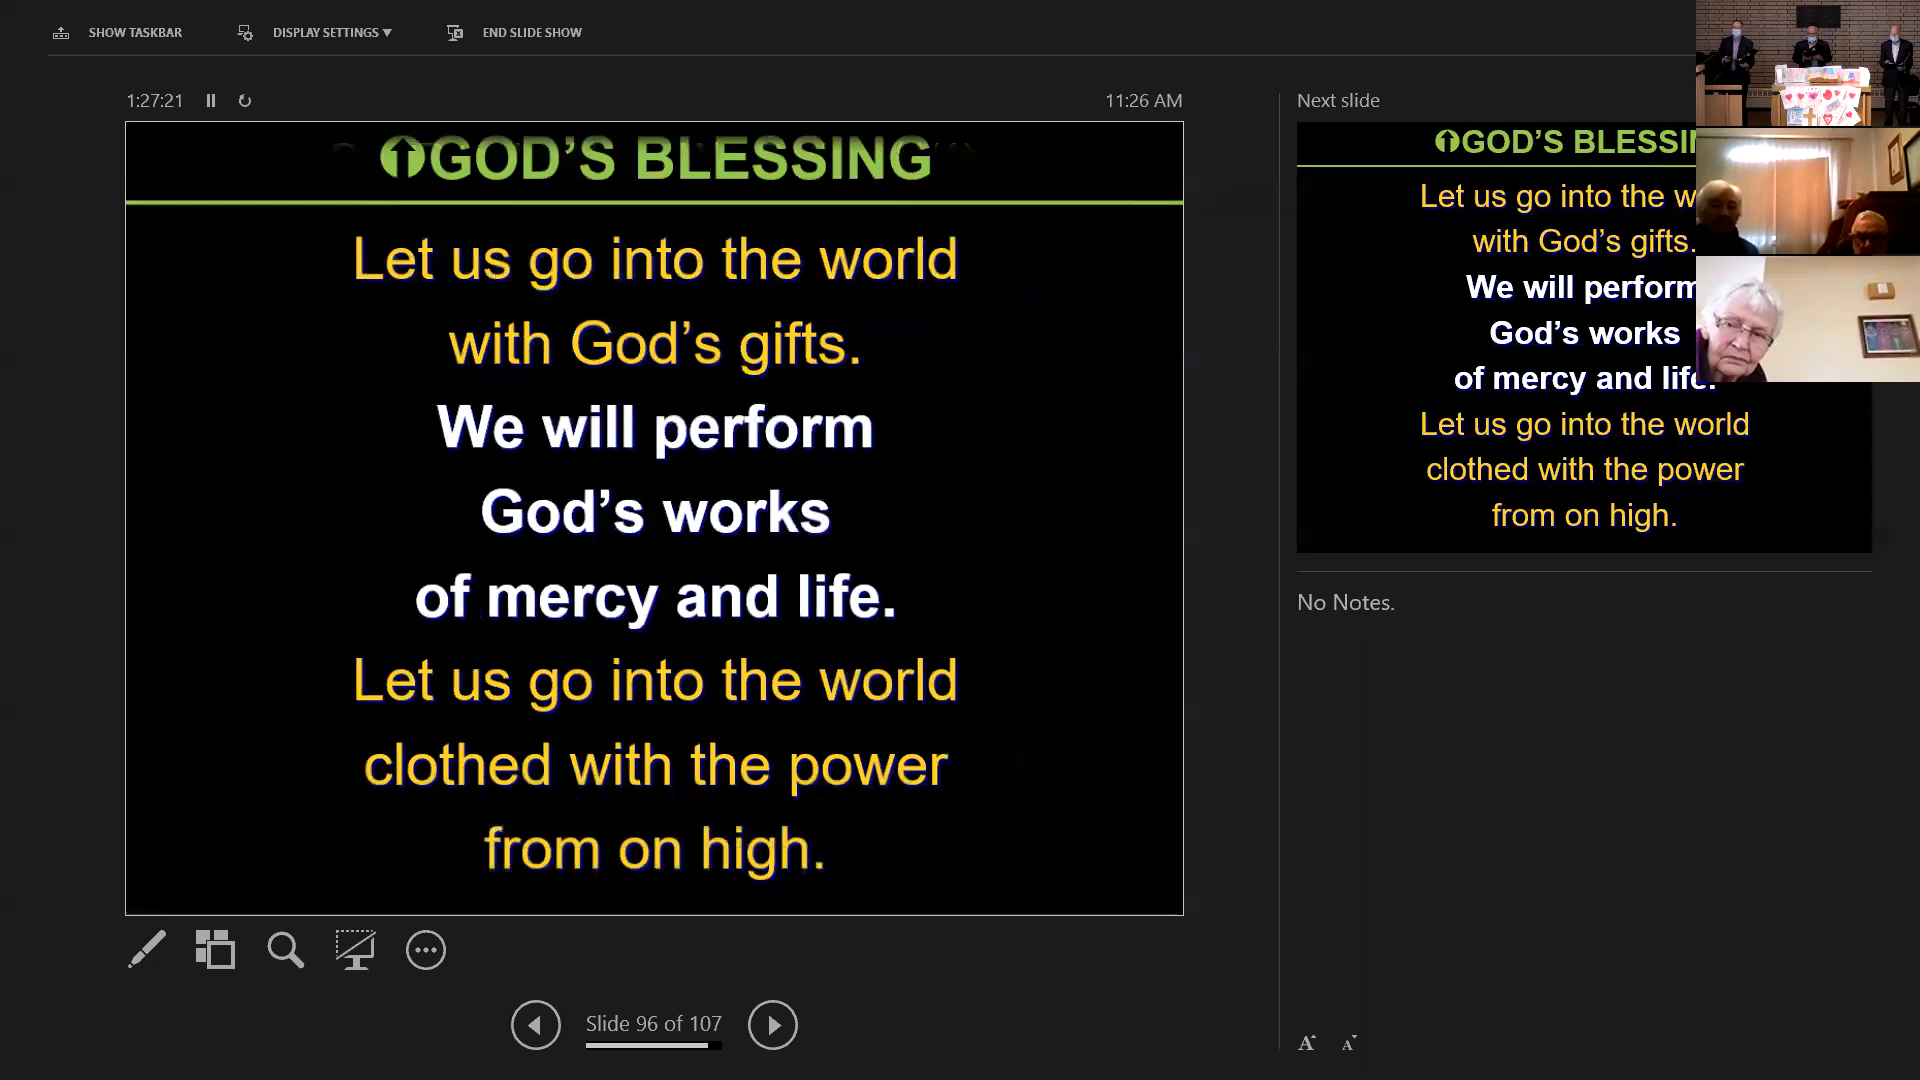 SHOW TASKBAR
DISPLAY SETTINGS ▼
END SLIDE SHOW
1:27:21
11:26 AM
GOD'S BLESSING
Let us go into the world
with God's gifts.
We will perform
God's works
of mercy and life.
Let us go into the world
clothed with the power
from on high.
Slide 96 of 107
Next slide
GOD'S
Let us go into the
with God's gifts.
We will perform
God's works
of mercy and life.
Let us go into the world
clothed with the power
from on high.
No Notes.
A A